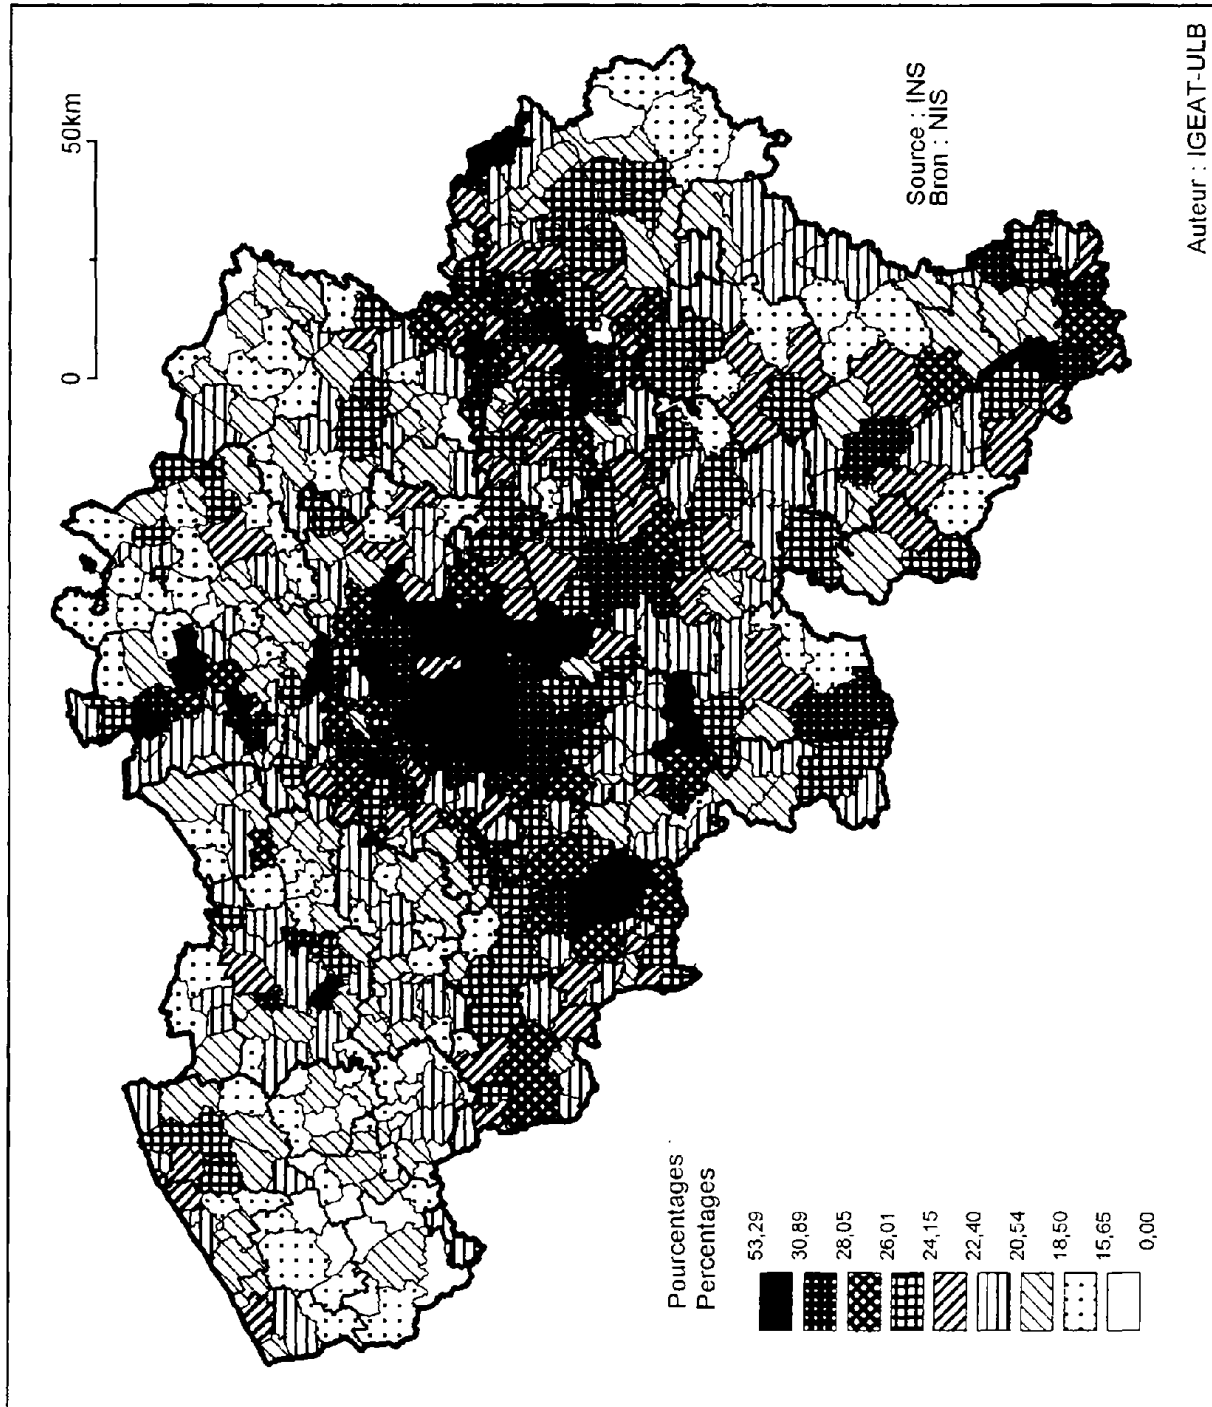 0 50km
Source : INS
Bron : NIS
Auteur : IGEAT-ULB
Pourcentages
Percentages
53,29
30,89
28,05
26,01
24,15
22,40
20,54
18,50
15,65
0,00